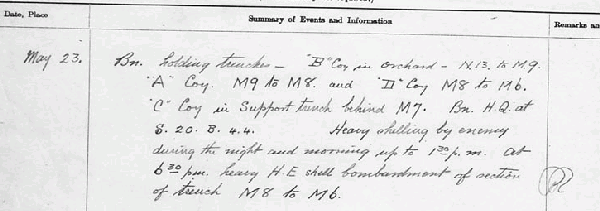 Date, Place
Summary of Events and Information
Remarks and
May 23.
Bn. holding trenches – "B" Coy in orchard – N.13. to M9.
"A" Coy. M9 to M8. and "D" Coy M8 to M6.
"C" Coy in Support trench behind M7. Bn. H.Q. at
S. 20. B. 4.4. Heavy shelling by enemy
during the night and morning up to 1 30 p.m. At
6 30 p.m. heavy H.E shell bombardment of section
of trench M8 to M6.